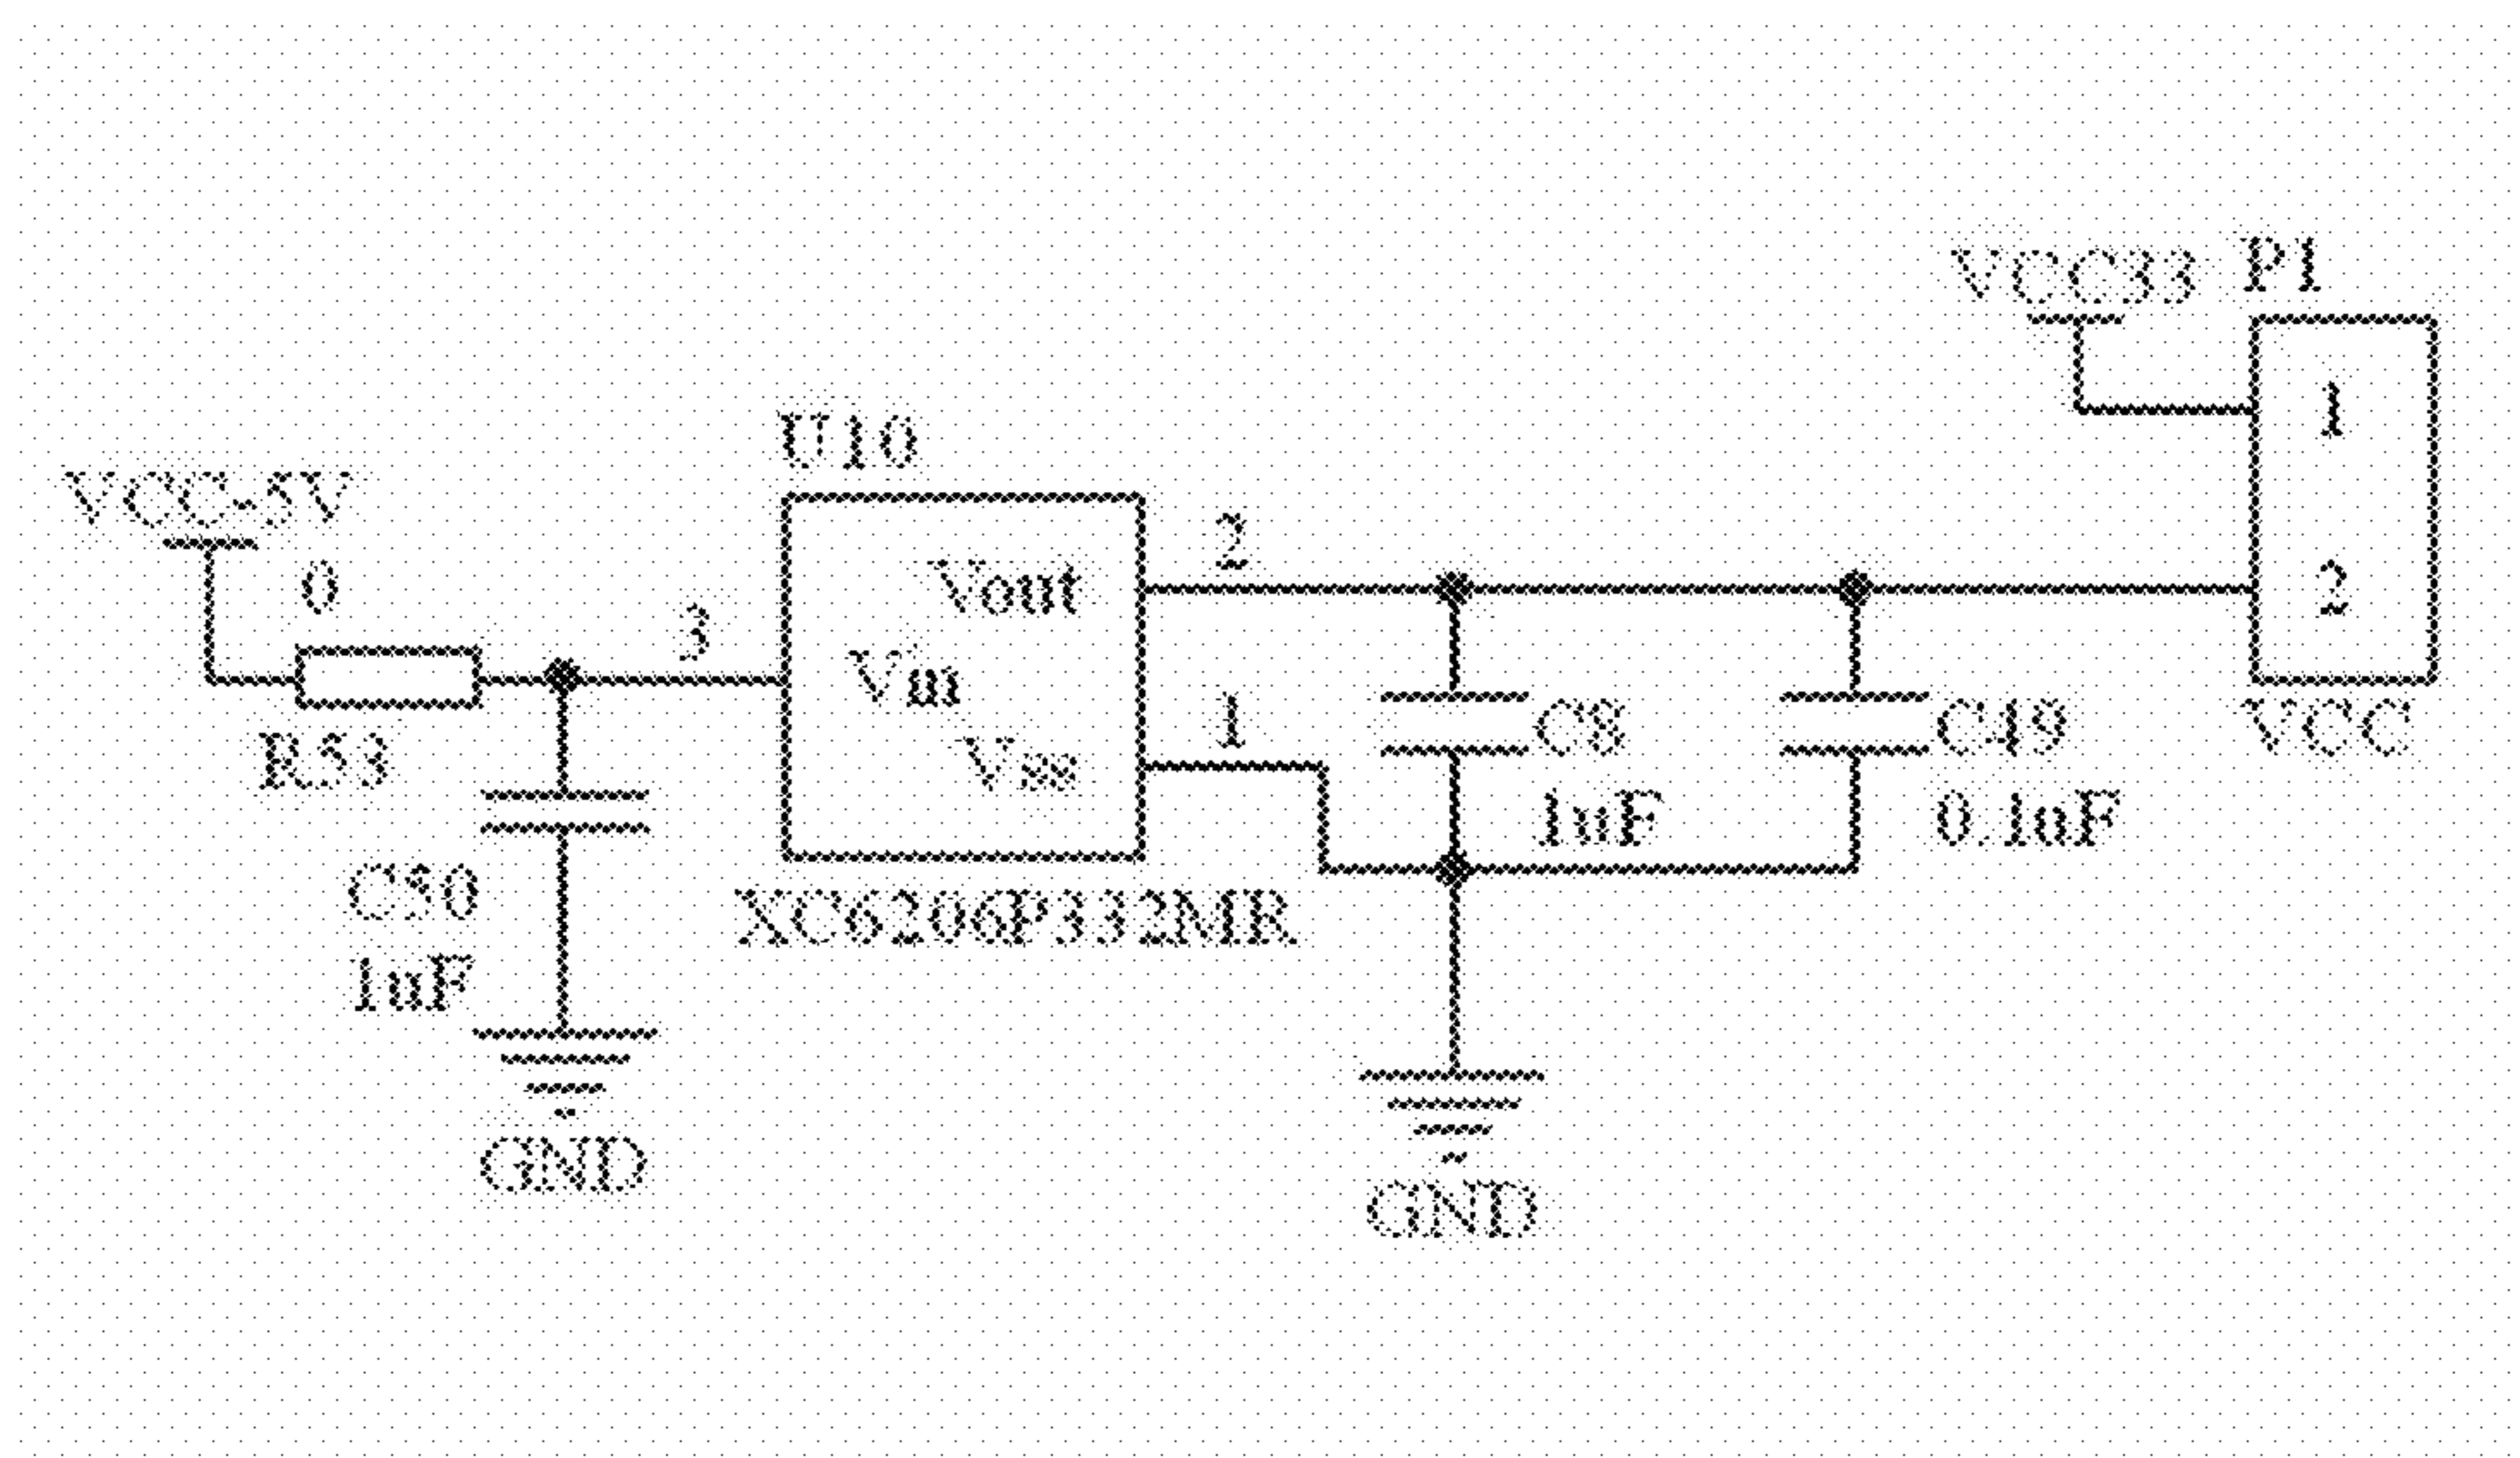 VCC33 P1
1
U10
VCC-5V
2
0
Vout
2
3
Vin
1
C8
C49
VCC
R53
Vss
1uF
0.1uF
C50
XC6206P332MR
1uF
GND
GND